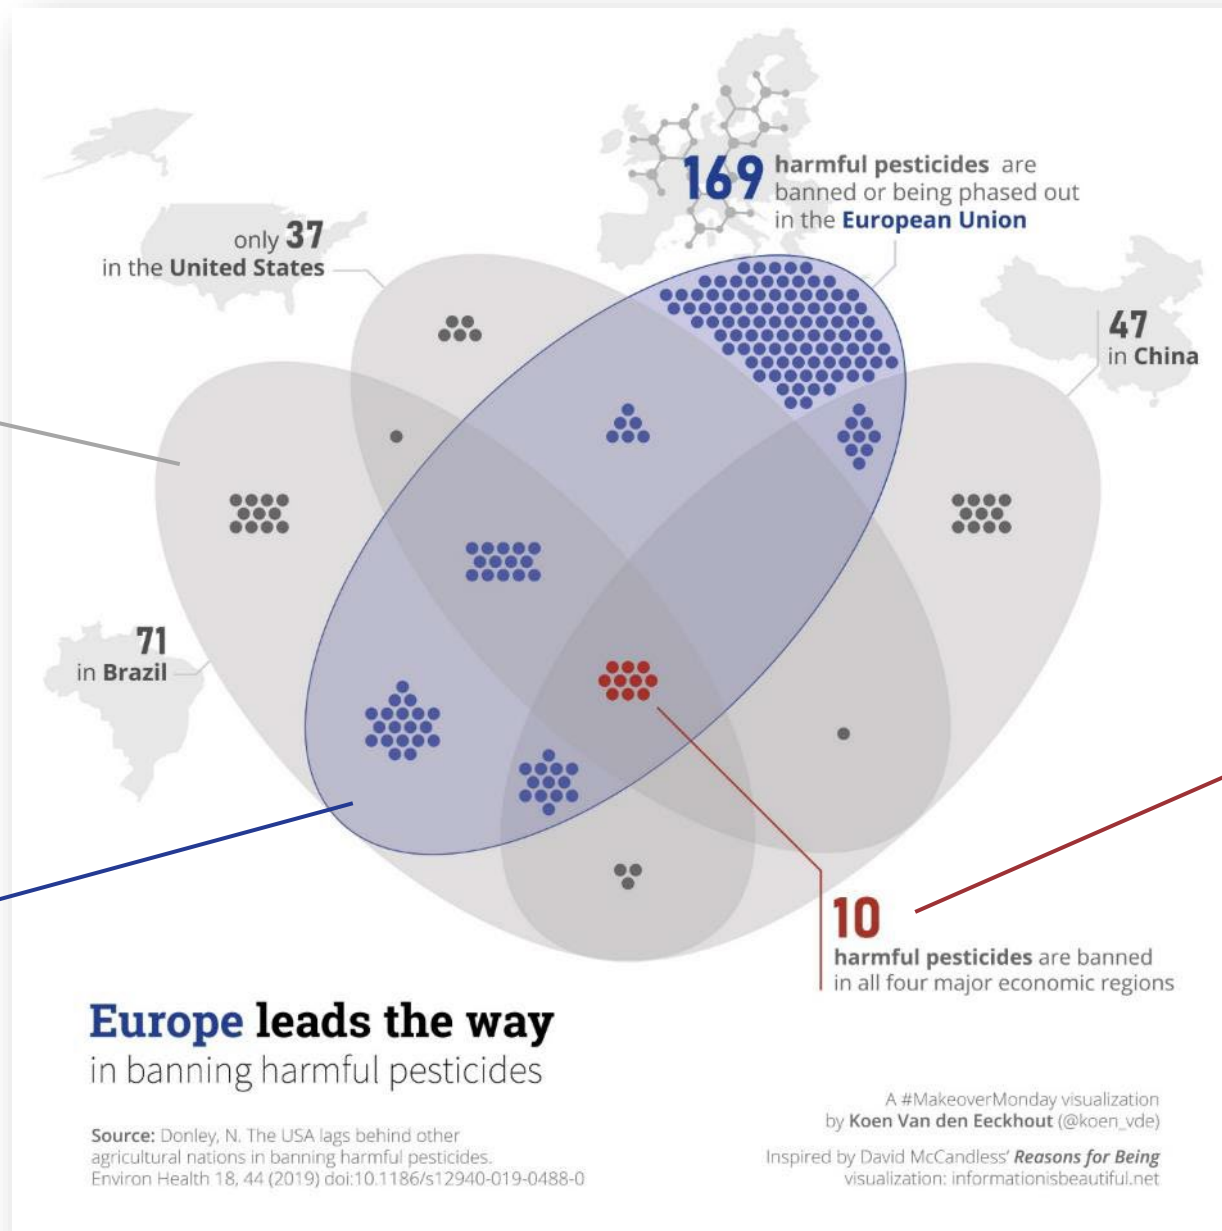 169 harmful pesticides are
banned or being phased out
in the European Union
only 37
in the United States
47
in China
71
in Brazil
10
harmful pesticides are banned
in all four major economic regions
Europe leads the way
in banning harmful pesticides
Source: Donley, N. The USA lags behind other
agricultural nations in banning harmful pesticides.
Environ Health 18, 44 (2019) doi:10.1186/s12940-019-0488-0
A #MakeoverMonday visualization
by Koen Van den Eeckhout (@koen_vde)
Inspired by David McCandless' Reasons for Being
visualization: informationisbeautiful.net